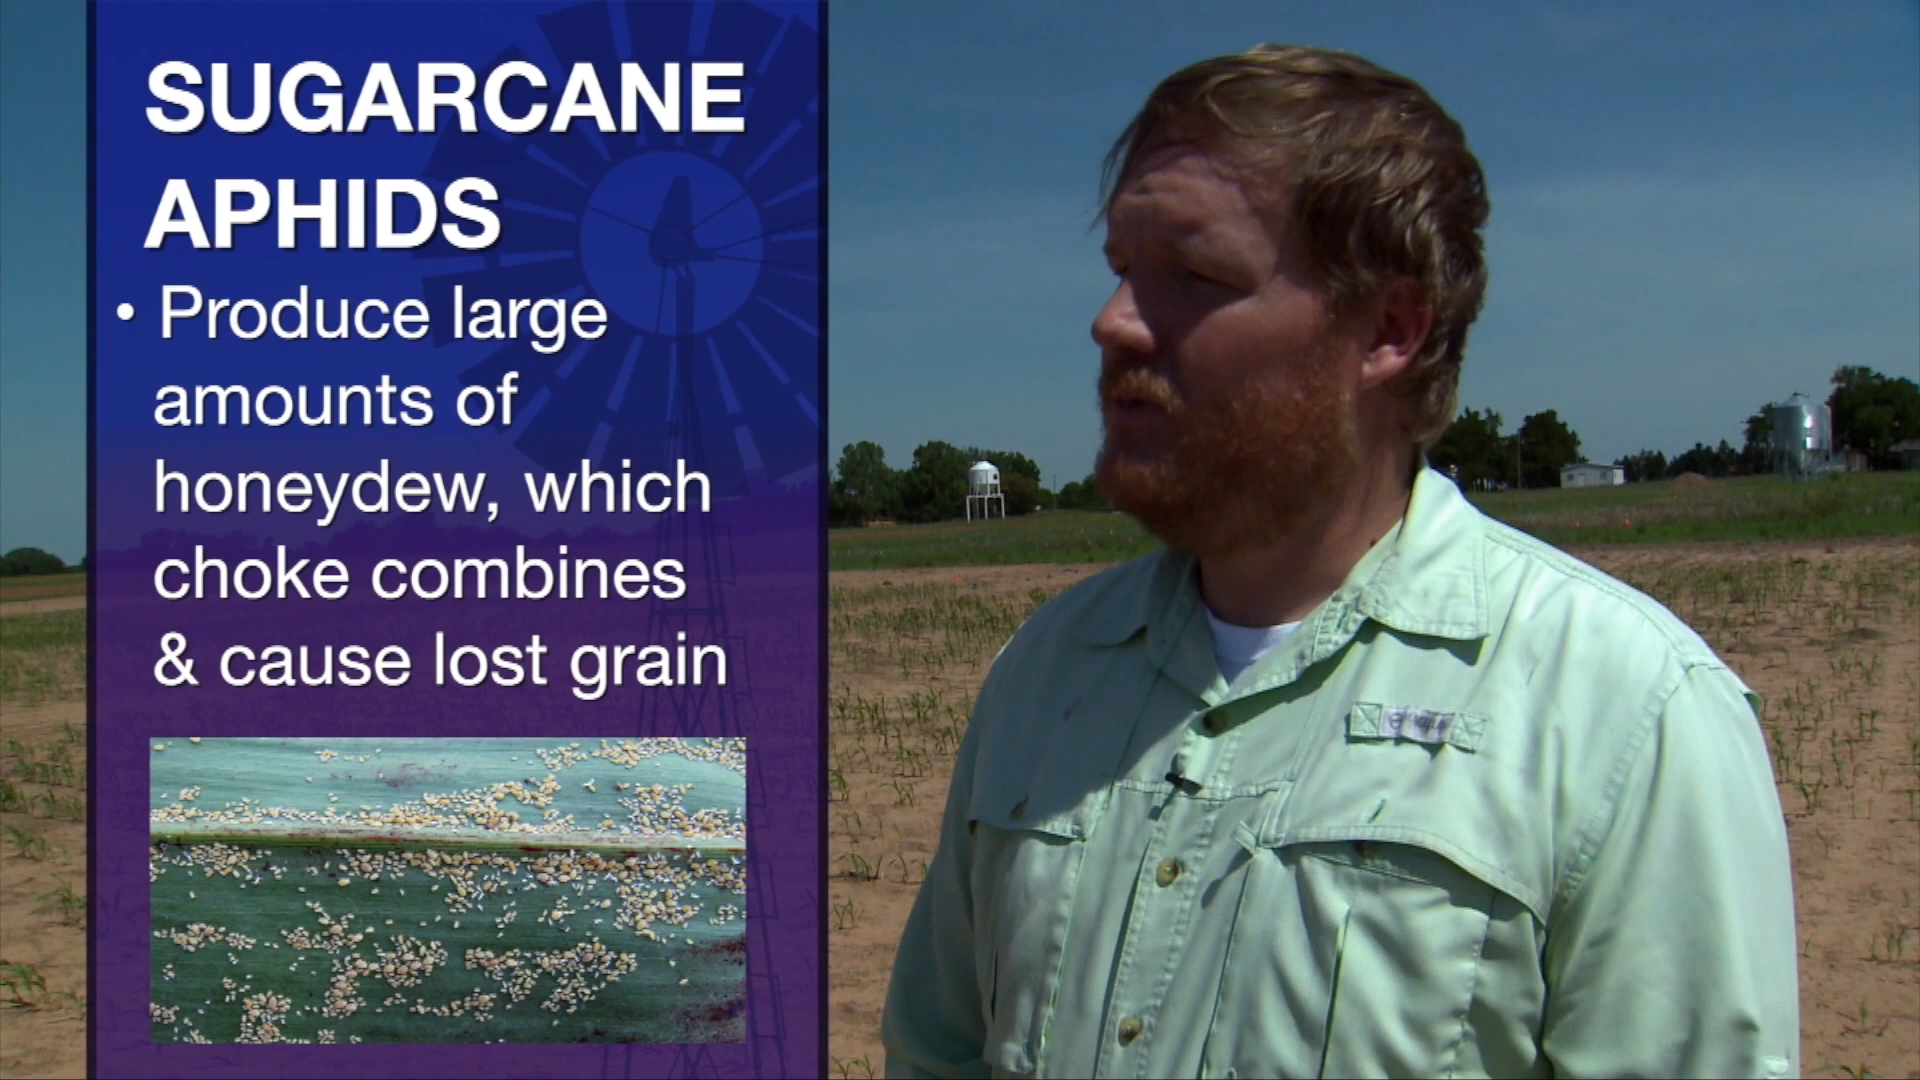 SUGARCANE
APHIDS
• Produce large
amounts of
honeydew, which
choke combines
& cause lost grain